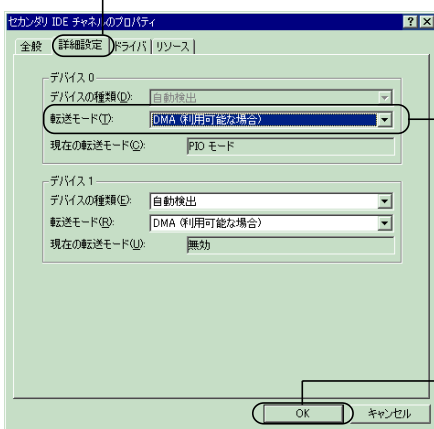 セカンダリ IDE チャネルのプロパティ
全般 詳細設定 ドライバ リソース
デバイス 0
デバイスの種類(D): 自動検出
転送モード(T): DMA (利用可能な場合)
現在の転送モード(C): PIO モード
デバイス 1
デバイスの種類(E): 自動検出
転送モード(R): DMA (利用可能な場合)
現在の転送モード(U): 無効
OK キャンセル